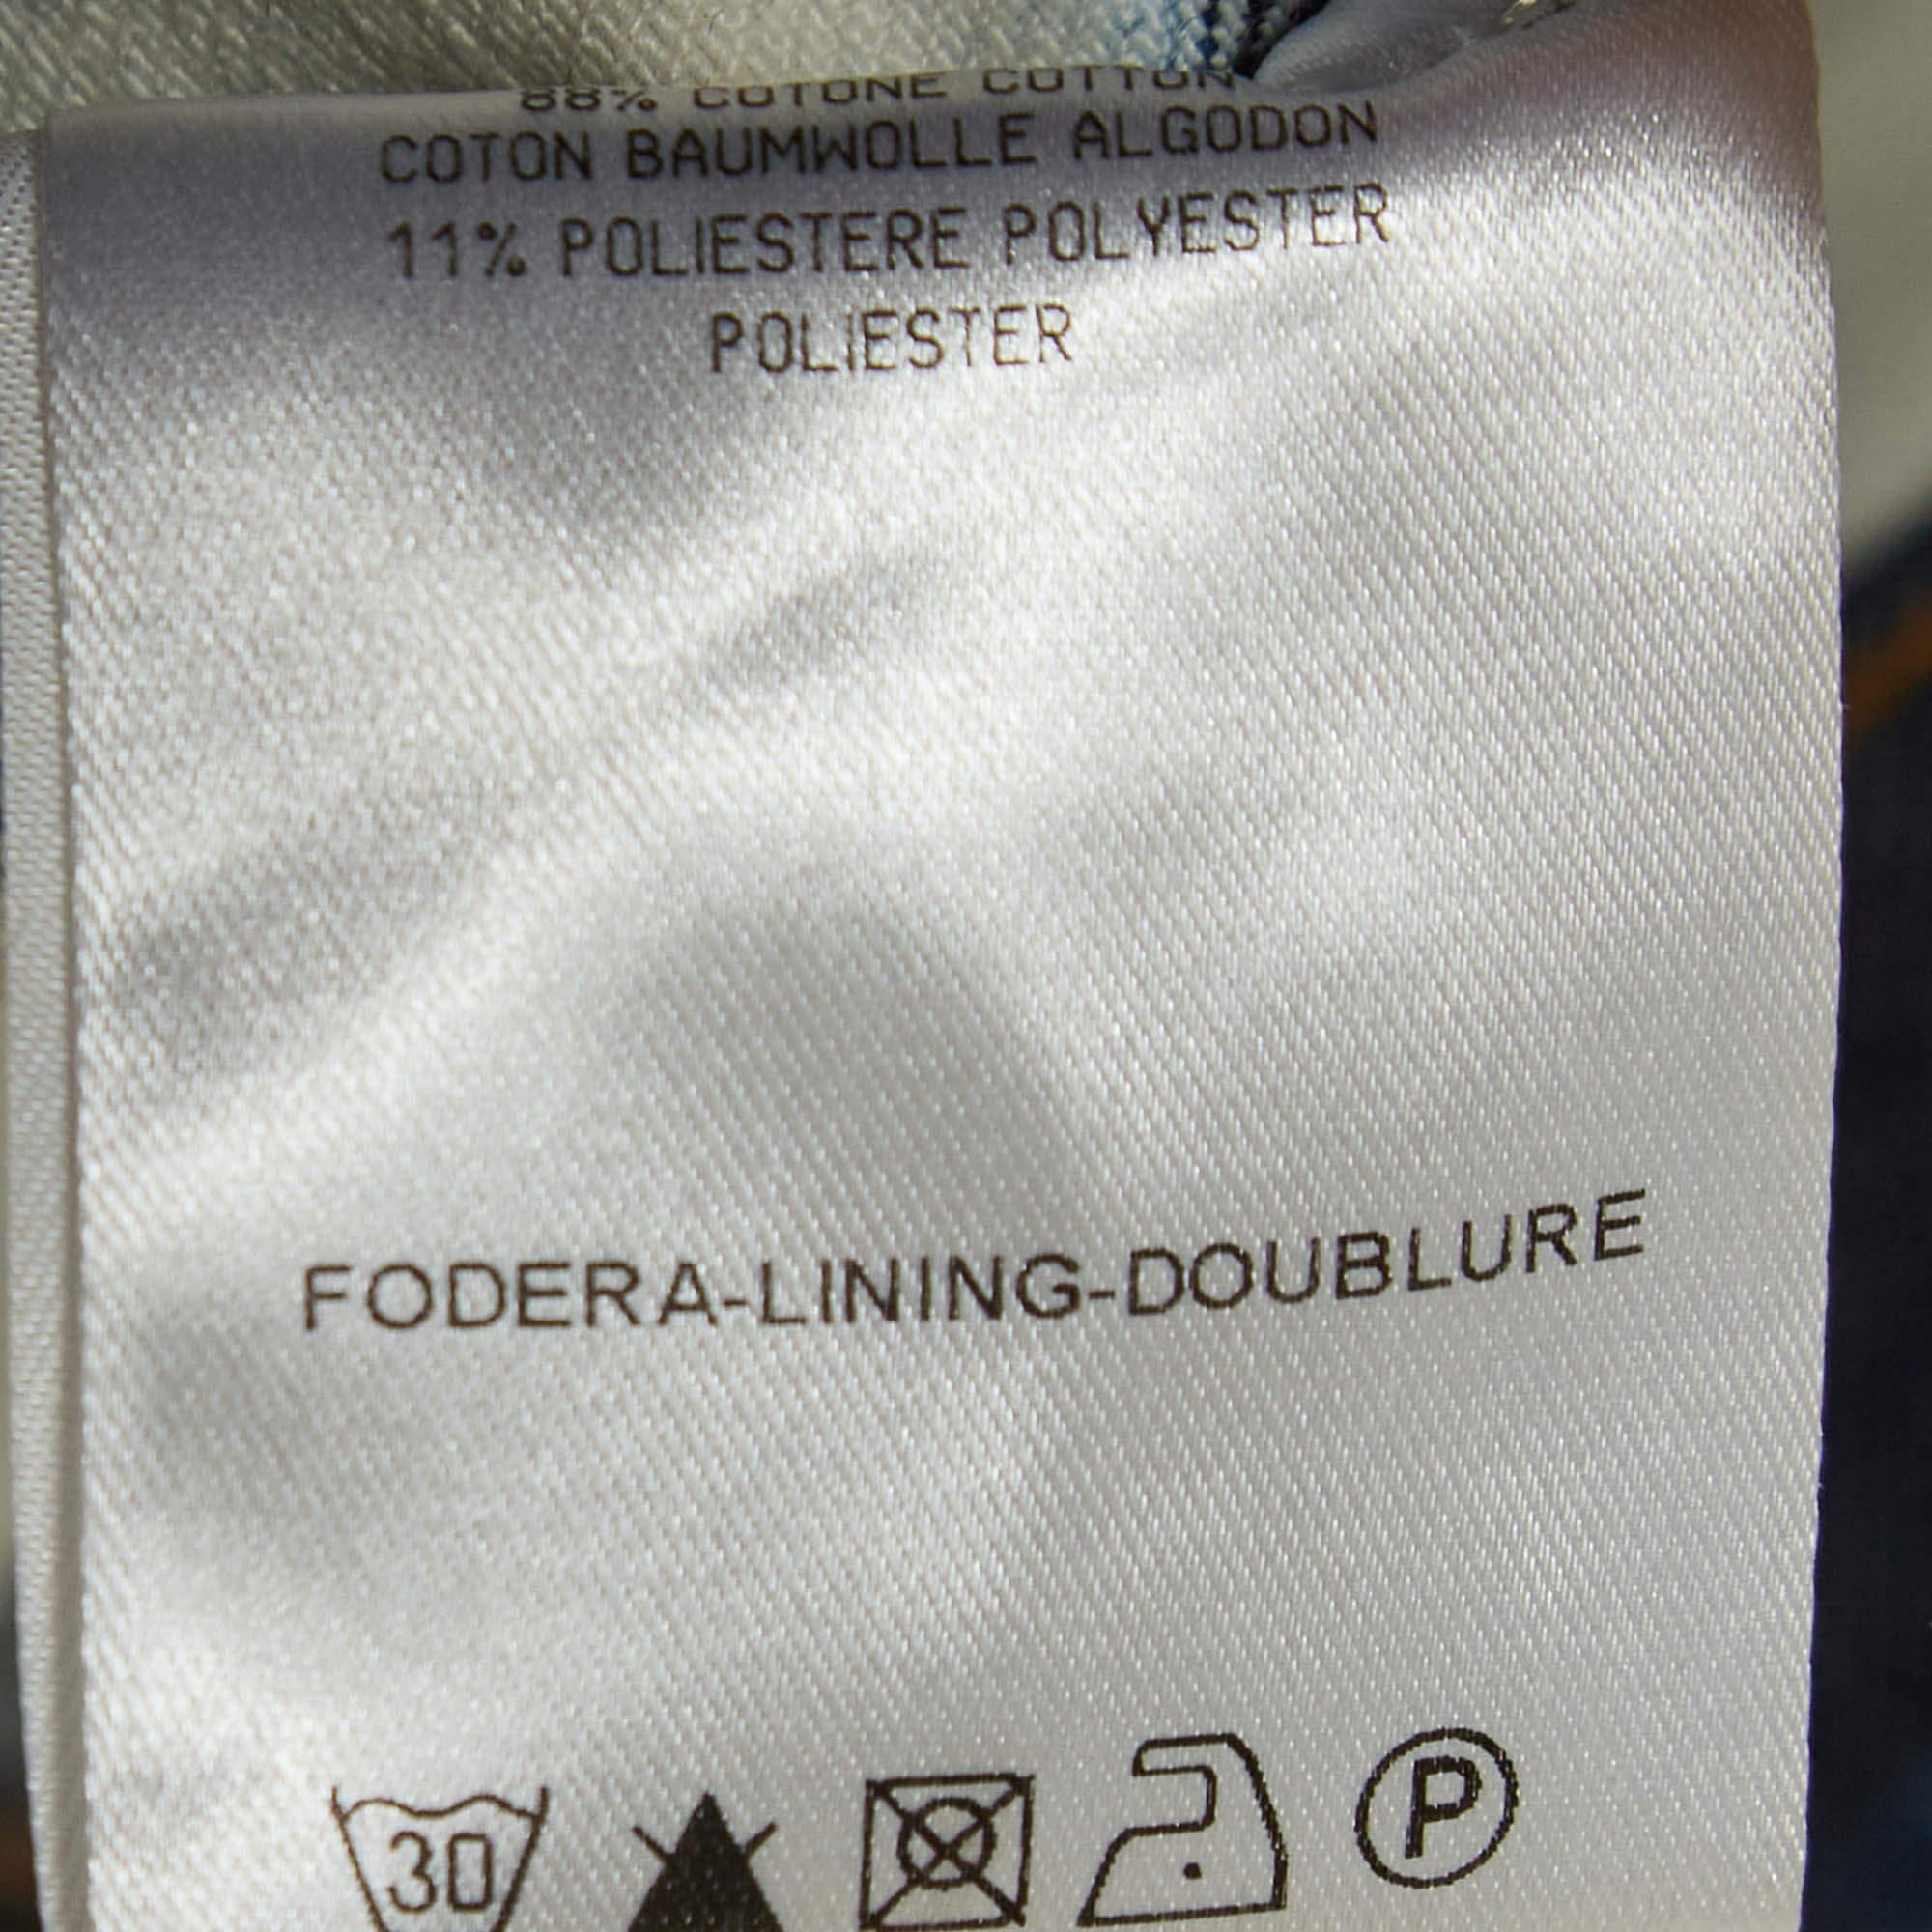 88% COTONE COTTON
COTON BAUMWOLLE ALGODON
11% POLIESTERE POLYESTER
POLIESTER
FODERA-LINING-DOUBLURE
30
P